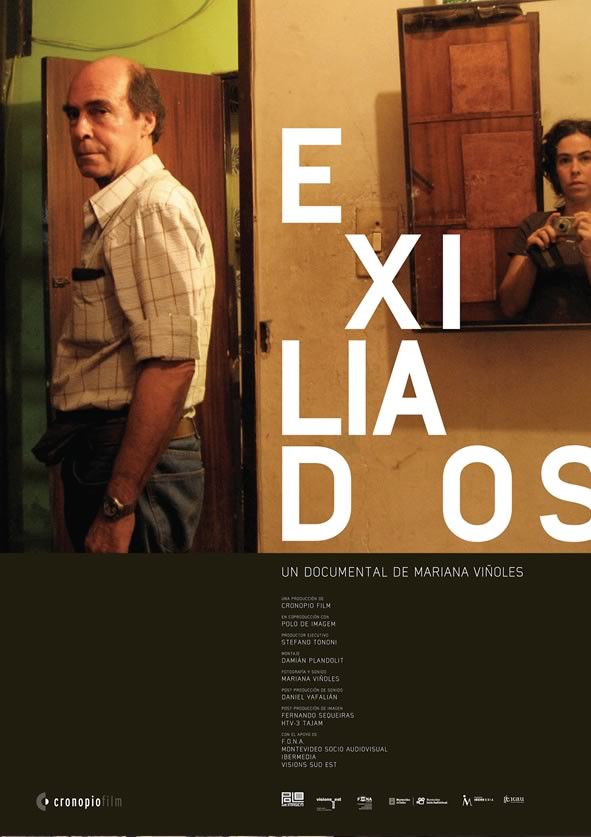 E
XI
LIA
D OS
UN DOCUMENTAL DE MARIANA VIÑOLES
UNA PRODUCCIÓN DE
CRONOPIO FILM
EN COPRODUCCIÓN CON
POLO DE IMAGEM
PRODUCTOR EJECUTIVO
STEFANO TONONI
MONTAJE
DAMIÁN PLANDOLIT
FOTOGRAFÍA Y SONIDO
MARIANA VIÑOLES
POST PRODUCCIÓN DE SONIDO
DANIEL YAFALIÁN
POST PRODUCCIÓN DE IMAGEN
FERNANDO SEQUEIRAS
HTV-3 TAJAM
CON EL APOYO DE
F.O.N.A.
MONTEVIDEO SOCIO AUDIOVISUAL
IBERMEDIA
VISIONS SUD EST
cronopiofilm